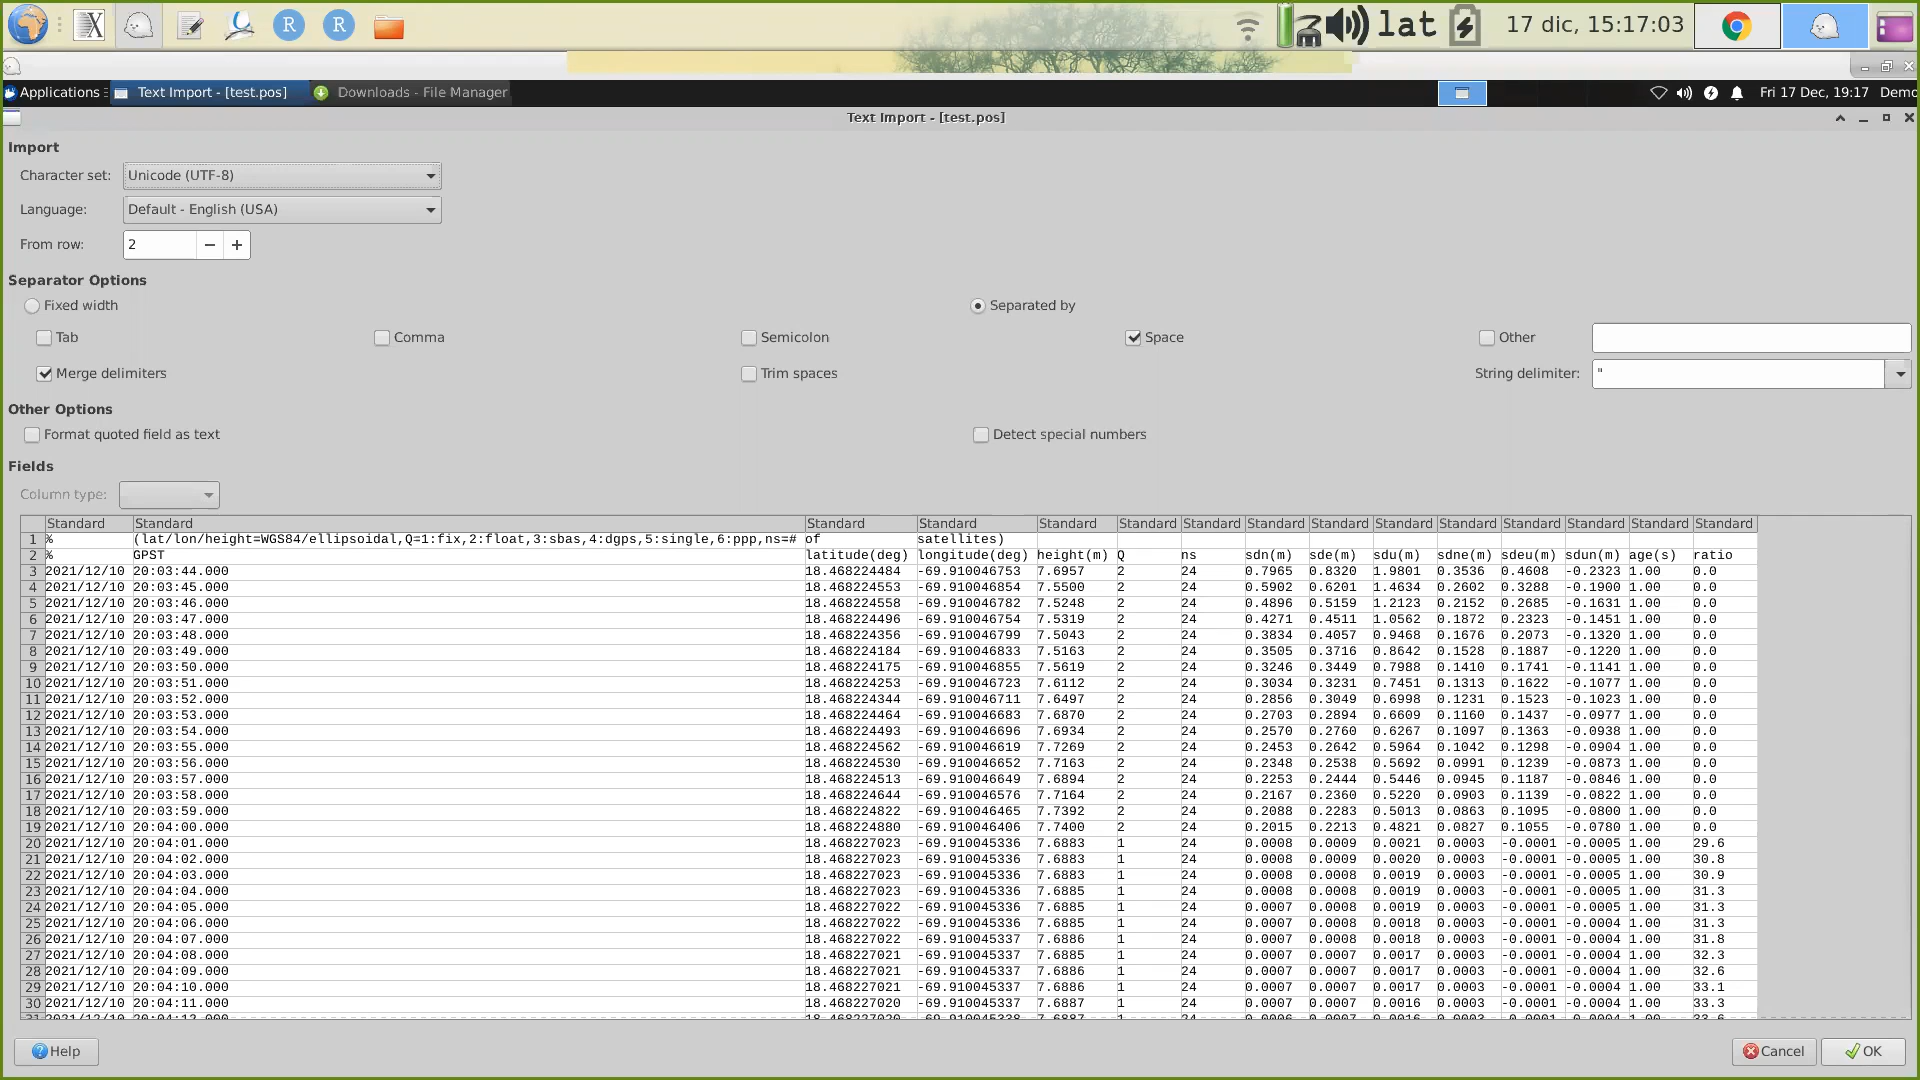 lat 17 dic, 15:17:03
Applications Text Import - [test.pos] Downloads - File Manager Fri 17 Dec, 19:17 Demo
Text Import - [test.pos]
Import
Character set: Unicode (UTF-8)
Language: Default - English (USA)
From row: 2
Separator Options
Fixed width Separated by
Tab Comma Semicolon Space Other
Merge delimiters Trim spaces String delimiter: "
Other Options
Format quoted field as text Detect special numbers
Fields
Column type:
Standard Standard Standard Standard Standard Standard Standard Standard Standard Standard Standard Standard Standard Standard Standard
1 % (lat/lon/height=WGS84/ellipsoidal,Q=1:fix,2:float,3:sbas,4:dgps,5:single,6:ppp,ns=# of satellites)
2 % GPST latitude(deg) longitude(deg) height(m) Q ns sdn(m) sde(m) sdu(m) sdne(m) sdeu(m) sdun(m) age(s) ratio
3 2021/12/10 20:03:44.000 18.468224484 -69.910046753 7.6957 2 24 0.7965 0.8320 1.9801 0.3536 0.4608 -0.2323 1.00 0.0
4 2021/12/10 20:03:45.000 18.468224553 -69.910046854 7.5500 2 24 0.5902 0.6201 1.4634 0.2602 0.3288 -0.1900 1.00 0.0
5 2021/12/10 20:03:46.000 18.468224558 -69.910046782 7.5248 2 24 0.4896 0.5159 1.2123 0.2152 0.2685 -0.1631 1.00 0.0
6 2021/12/10 20:03:47.000 18.468224496 -69.910046754 7.5319 2 24 0.4271 0.4511 1.0562 0.1872 0.2323 -0.1451 1.00 0.0
7 2021/12/10 20:03:48.000 18.468224356 -69.910046799 7.5043 2 24 0.3834 0.4057 0.9468 0.1676 0.2073 -0.1320 1.00 0.0
8 2021/12/10 20:03:49.000 18.468224184 -69.910046833 7.5163 2 24 0.3505 0.3716 0.8642 0.1528 0.1887 -0.1220 1.00 0.0
9 2021/12/10 20:03:50.000 18.468224175 -69.910046855 7.5619 2 24 0.3246 0.3449 0.7988 0.1410 0.1741 -0.1141 1.00 0.0
10 2021/12/10 20:03:51.000 18.468224253 -69.910046723 7.6112 2 24 0.3034 0.3231 0.7451 0.1313 0.1622 -0.1077 1.00 0.0
11 2021/12/10 20:03:52.000 18.468224344 -69.910046711 7.6497 2 24 0.2856 0.3049 0.6998 0.1231 0.1523 -0.1023 1.00 0.0
12 2021/12/10 20:03:53.000 18.468224464 -69.910046683 7.6870 2 24 0.2703 0.2894 0.6609 0.1160 0.1437 -0.0977 1.00 0.0
13 2021/12/10 20:03:54.000 18.468224493 -69.910046696 7.6934 2 24 0.2570 0.2760 0.6267 0.1097 0.1363 -0.0938 1.00 0.0
14 2021/12/10 20:03:55.000 18.468224562 -69.910046619 7.7269 2 24 0.2453 0.2642 0.5964 0.1042 0.1298 -0.0904 1.00 0.0
15 2021/12/10 20:03:56.000 18.468224530 -69.910046652 7.7163 2 24 0.2348 0.2538 0.5692 0.0991 0.1239 -0.0873 1.00 0.0
16 2021/12/10 20:03:57.000 18.468224513 -69.910046649 7.6894 2 24 0.2253 0.2444 0.5446 0.0945 0.1187 -0.0846 1.00 0.0
17 2021/12/10 20:03:58.000 18.468224644 -69.910046576 7.7164 2 24 0.2167 0.2360 0.5220 0.0903 0.1139 -0.0822 1.00 0.0
18 2021/12/10 20:03:59.000 18.468224822 -69.910046465 7.7392 2 24 0.2088 0.2283 0.5013 0.0863 0.1095 -0.0800 1.00 0.0
19 2021/12/10 20:04:00.000 18.468224880 -69.910046406 7.7400 2 24 0.2015 0.2213 0.4821 0.0827 0.1055 -0.0780 1.00 0.0
20 2021/12/10 20:04:01.000 18.468227023 -69.910045336 7.6883 1 24 0.0008 0.0009 0.0021 0.0003 -0.0001 -0.0005 1.00 29.6
21 2021/12/10 20:04:02.000 18.468227023 -69.910045336 7.6883 1 24 0.0008 0.0009 0.0020 0.0003 -0.0001 -0.0005 1.00 30.8
22 2021/12/10 20:04:03.000 18.468227023 -69.910045336 7.6883 1 24 0.0008 0.0008 0.0019 0.0003 -0.0001 -0.0005 1.00 30.9
23 2021/12/10 20:04:04.000 18.468227023 -69.910045336 7.6885 1 24 0.0008 0.0008 0.0019 0.0003 -0.0001 -0.0005 1.00 31.3
24 2021/12/10 20:04:05.000 18.468227022 -69.910045336 7.6885 1 24 0.0007 0.0008 0.0019 0.0003 -0.0001 -0.0005 1.00 31.3
25 2021/12/10 20:04:06.000 18.468227022 -69.910045336 7.6885 1 24 0.0007 0.0008 0.0018 0.0003 -0.0001 -0.0004 1.00 31.3
26 2021/12/10 20:04:07.000 18.468227022 -69.910045337 7.6886 1 24 0.0007 0.0008 0.0018 0.0003 -0.0001 -0.0004 1.00 31.8
27 2021/12/10 20:04:08.000 18.468227021 -69.910045337 7.6885 1 24 0.0007 0.0007 0.0017 0.0003 -0.0001 -0.0004 1.00 32.3
28 2021/12/10 20:04:09.000 18.468227021 -69.910045337 7.6886 1 24 0.0007 0.0007 0.0017 0.0003 -0.0001 -0.0004 1.00 32.6
29 2021/12/10 20:04:10.000 18.468227021 -69.910045337 7.6886 1 24 0.0007 0.0007 0.0017 0.0003 -0.0001 -0.0004 1.00 33.1
30 2021/12/10 20:04:11.000 18.468227020 -69.910045337 7.6887 1 24 0.0007 0.0007 0.0016 0.0003 -0.0001 -0.0004 1.00 33.3
31 2021/12/10 20:04:12.000 18.468227020 -69.910045338 7.6887 1 24 0.0006 0.0007 0.0016 0.0003 -0.0001 -0.0004 1.00 33.6
Help Cancel OK